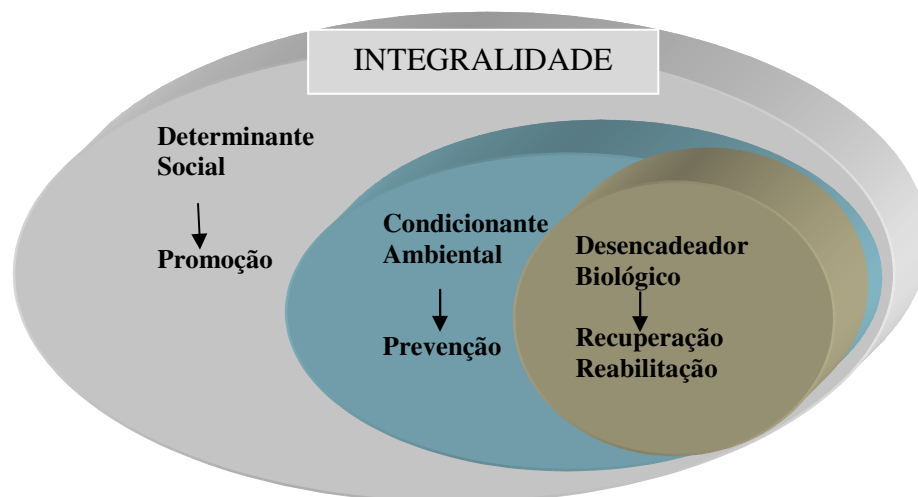 INTEGRALIDADE
Determinante
Social
Promoção
Condicionante
Ambiental
Prevenção
Desencadeador
Biológico
Recuperação
Reabilitação